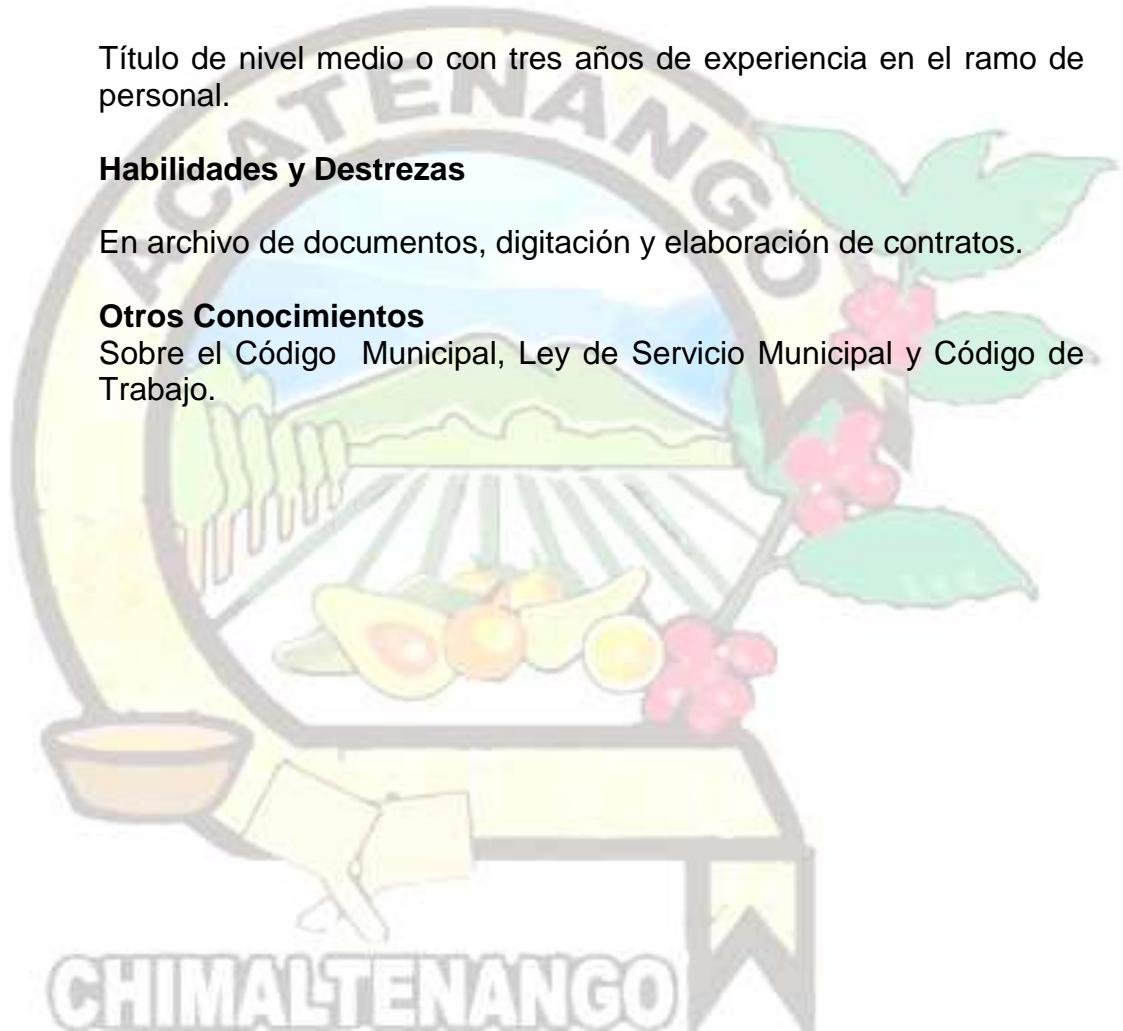 Título de nivel medio o con tres años de experiencia en el ramo de
personal.
Habilidades y Destrezas
En archivo de documentos, digitación y elaboración de contratos.
Otros Conocimientos
Sobre el Código  Municipal, Ley de Servicio Municipal y Código de
Trabajo.
ACATENANGO
CHIMALTENANGO